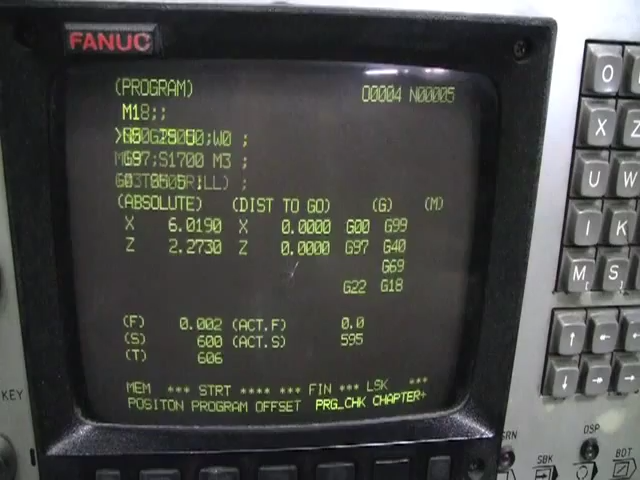 FANUC
(PROGRAM) O0004 N00005
M18;;
;W0 ;
;S1700 M3 ;
(ABSOLUTE) (DIST TO GO) (G) (M)
X 6.0190 X 0.0000 G00 G99
Z 2.2730 Z 0.0000 G97 G40
G69
G22 G18
(F) 0.002 (ACT.F) 0.0
(S) 600 (ACT.S) 595
(T) 606
MEM *** STRT **** *** FIN *** LSK ***
POSITON PROGRAM OFFSET PRG_CHK CHAPTER+
O
X Z
U W
I K
M S
↑ ←
↓ → →
KEY
SRN
SBK
DSP
BDT